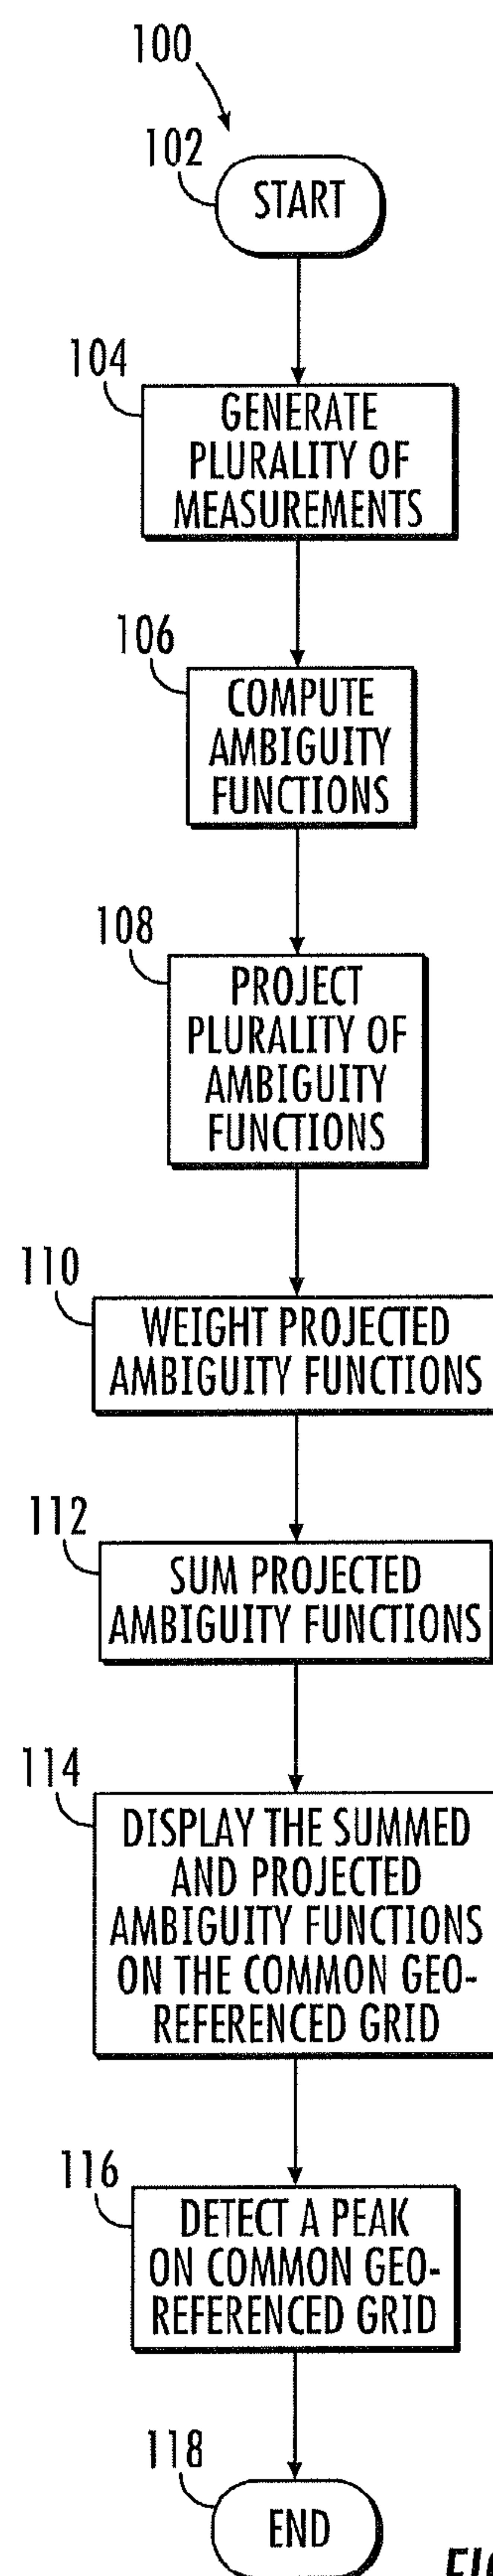 100
102
START
104
GENERATE
PLURALITY OF
MEASUREMENTS
106
COMPUTE
AMBIGUITY
FUNCTIONS
108
PROJECT
PLURALITY OF
AMBIGUITY
FUNCTIONS
110
WEIGHT PROJECTED
AMBIGUITY FUNCTIONS
112
SUM PROJECTED
AMBIGUITY FUNCTIONS
114
DISPLAY THE SUMMED
AND PROJECTED
AMBIGUITY FUNCTIONS
ON THE COMMON GEO-
REFERENCED GRID
116
DETECT A PEAK
ON COMMON GEO-
REFERENCED GRID
118
END